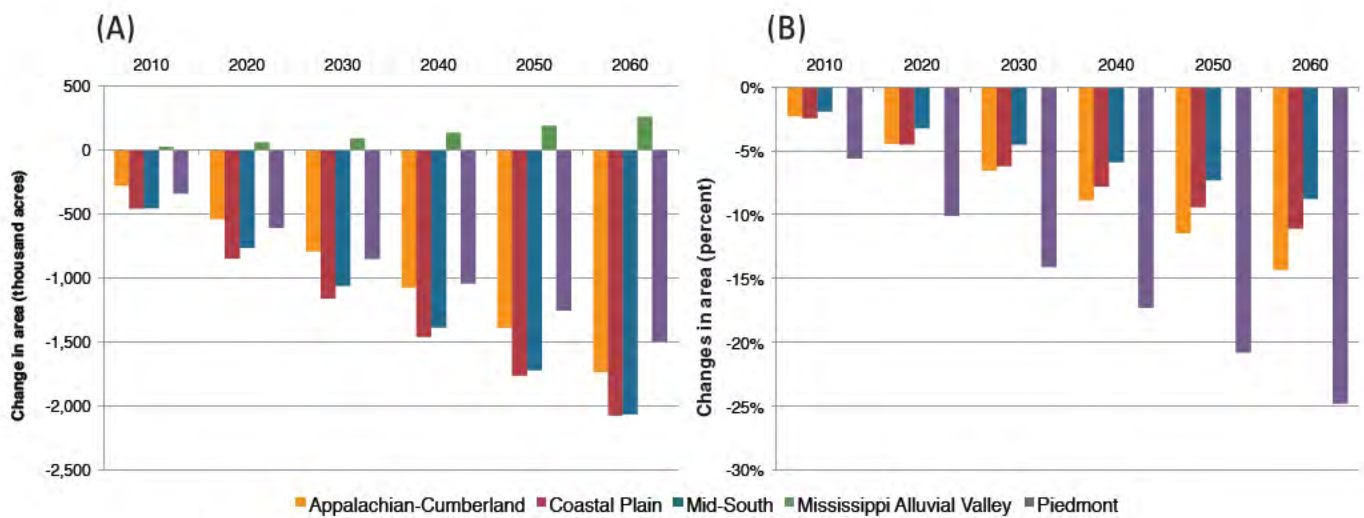 (A)
2010 2020 2030 2040 2050 2060
500
0
-500
-1,000
-1,500
-2,000
-2,500
Change in area (thousand acres)
(B)
2010 2020 2030 2040 2050 2060
0%
-5%
-10%
-15%
-20%
-25%
-30%
Changes in area (percent)
Appalachian-Cumberland Coastal Plain Mid-South Mississippi Alluvial Valley Piedmont